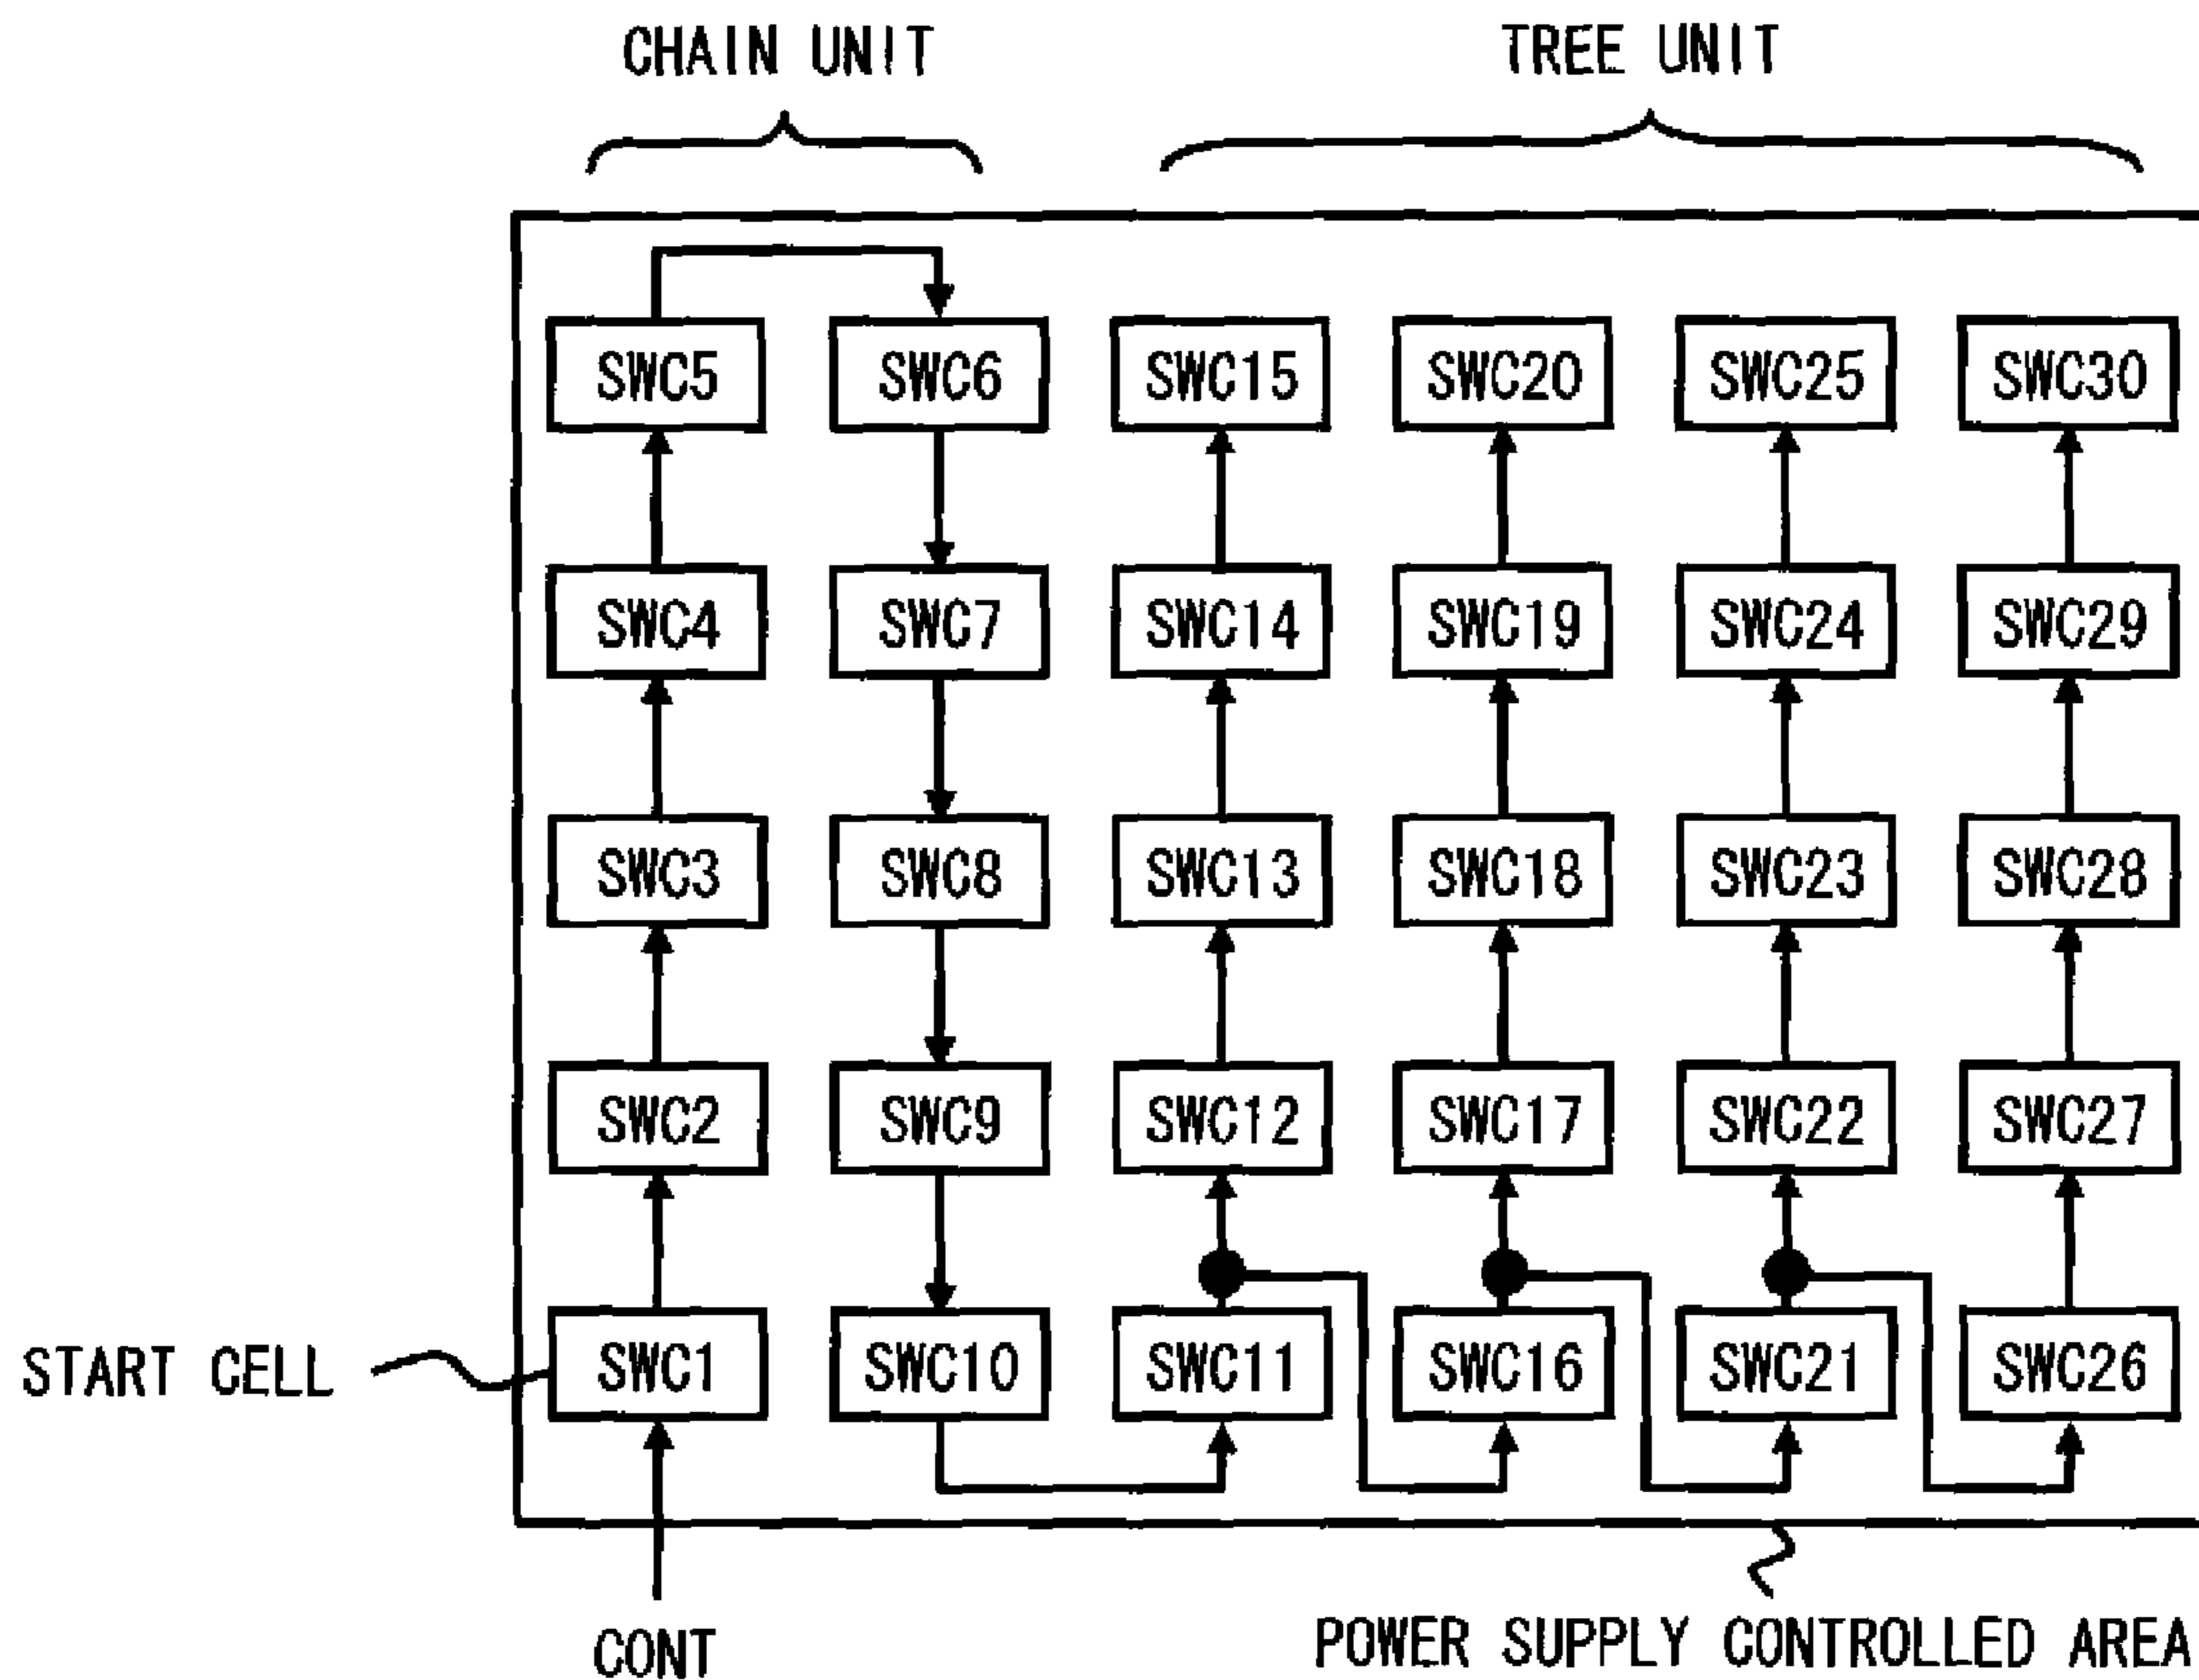 CHAIN UNIT
TREE UNIT
SWC5
SWC6
SWC15
SWC20
SWC25
SWC30
SWC4
SWC7
SWC14
SWC19
SWC24
SWC29
SWC3
SWC8
SWC13
SWC18
SWC23
SWC28
SWC2
SWC9
SWC12
SWC17
SWC22
SWC27
START CELL
SWC1
SWC10
SWC11
SWC16
SWC21
SWC26
CONT
POWER SUPPLY CONTROLLED AREA